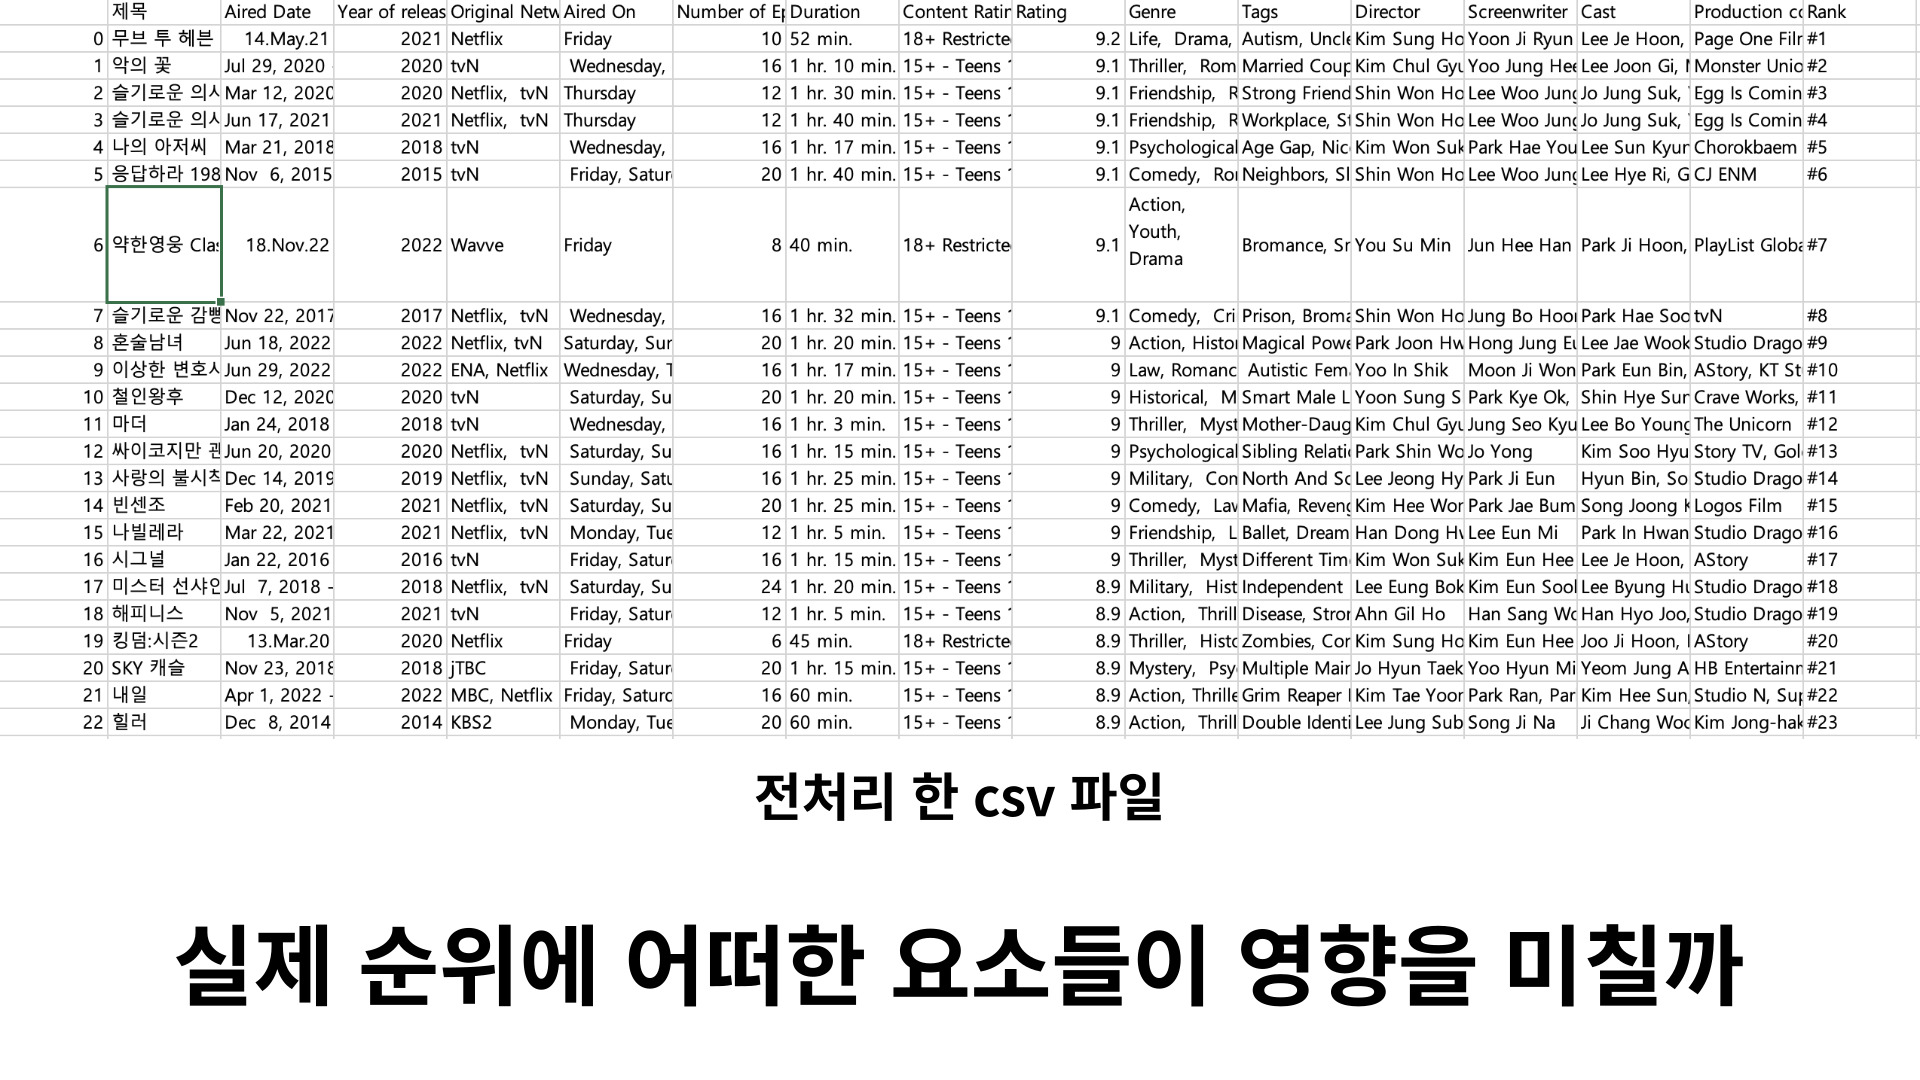 제목 Aired Date Year of releas Original Netw Aired On Number of Ep Duration Content Ratin Rating Genre Tags Director Screenwriter Cast Production co Rank
0 무브 투 헤븐 14.May.21 2021 Netflix Friday 10 52 min. 18+ Restricte 9.2 Life, Drama, Autism, Uncle Kim Sung Ho Yoon Ji Ryun Lee Je Hoon, Page One Film #1
1 악의 꽃 Jul 29, 2020 2020 tvN Wednesday, 16 1 hr. 10 min. 15+ - Teens 9.1 Thriller, Rom Married Coup Kim Chul Gyu Yoo Jung Hee Lee Joon Gi, Monster Unio #2
2 슬기로운 의사 Mar 12, 2020 2020 Netflix, tvN Thursday 12 1 hr. 30 min. 15+ - Teens 9.1 Friendship, R Strong Friend Shin Won Ho Lee Woo Jung Jo Jung Suk, Egg Is Comin #3
3 슬기로운 의사 Jun 17, 2021 2021 Netflix, tvN Thursday 12 1 hr. 40 min. 15+ - Teens 9.1 Friendship, R Workplace, St Shin Won Ho Lee Woo Jung Jo Jung Suk, Egg Is Comin #4
4 나의 아저씨 Mar 21, 2018 2018 tvN Wednesday, 16 1 hr. 17 min. 15+ - Teens 9.1 Psychological Age Gap, Nic Kim Won Suk Park Hae You Lee Sun Kyun Chorokbaem #5
5 응답하라 198 Nov 6, 2015 2015 tvN Friday, Satur 20 1 hr. 40 min. 15+ - Teens 9.1 Comedy, Ro Neighbors, Sl Shin Won Ho Lee Woo Jung Lee Hye Ri, G CJ ENM #6
6 약한영웅 Clas 18.Nov.22 2022 Wavve Friday 8 40 min. 18+ Restricte 9.1 Action, Youth, Drama Bromance, Sr You Su Min Jun Hee Han Park Ji Hoon, PlayList Globa #7
7 슬기로운 감빵 Nov 22, 2017 2017 Netflix, tvN Wednesday, 16 1 hr. 32 min. 15+ - Teens 9.1 Comedy, Cri Prison, Broma Shin Won Ho Jung Bo Hoo Park Hae Soo tvN #8
8 혼술남녀 Jun 18, 2022 2022 Netflix, tvN Saturday, Sun 20 1 hr. 20 min. 15+ - Teens 9 Action, Histor Magical Powe Park Joon Hw Hong Jung Eu Lee Jae Wook Studio Drago #9
9 이상한 변호사 Jun 29, 2022 2022 ENA, Netflix Wednesday, T 16 1 hr. 17 min. 15+ - Teens 9 Law, Romanc Autistic Fem Yoo In Shik Moon Ji Won Park Eun Bin, AStory, KT St #10
10 철인왕후 Dec 12, 2020 2020 tvN Saturday, Su 20 1 hr. 20 min. 15+ - Teens 9 Historical, M Smart Male L Yoon Sung S Park Kye Ok, Shin Hye Sun Crave Works, #11
11 마더 Jan 24, 2018 2018 tvN Wednesday, 16 1 hr. 3 min. 15+ - Teens 9 Thriller, Myst Mother-Daug Kim Chul Gyu Jung Seo Kyu Lee Bo Young The Unicorn #12
12 싸이코지만 괜 Jun 20, 2020 2020 Netflix, tvN Saturday, Su 16 1 hr. 15 min. 15+ - Teens 9 Psychological Sibling Relati Park Shin Wo Jo Yong Kim Soo Hyu Story TV, Gol #13
13 사랑의 불시착 Dec 14, 2019 2019 Netflix, tvN Sunday, Satu 16 1 hr. 25 min. 15+ - Teens 9 Military, Con North And So Lee Jeong Hy Park Ji Eun Hyun Bin, So Studio Drago #14
14 빈센조 Feb 20, 2021 2021 Netflix, tvN Saturday, Su 20 1 hr. 25 min. 15+ - Teens 9 Comedy, Law Mafia, Reveng Kim Hee Won Park Jae Bum Song Joong K Logos Film #15
15 나빌레라 Mar 22, 2021 2021 Netflix, tvN Monday, Tue 12 1 hr. 5 min. 15+ - Teens 9 Friendship, L Ballet, Dream Han Dong Hw Lee Eun Mi Park In Hwan Studio Drago #16
16 시그널 Jan 22, 2016 2016 tvN Friday, Satur 16 1 hr. 15 min. 15+ - Teens 9 Thriller, Myst Different Tim Kim Won Suk Kim Eun Hee Lee Je Hoon, AStory #17
17 미스터 선샤인 Jul 7, 2018 - 2018 Netflix, tvN Saturday, Su 24 1 hr. 20 min. 15+ - Teens 8.9 Military, Hist Independent Lee Eung Bok Kim Eun Sook Lee Byung Hu Studio Drago #18
18 해피니스 Nov 5, 2021 2021 tvN Friday, Satur 12 1 hr. 5 min. 15+ - Teens 8.9 Action, Thrill Disease, Stron Ahn Gil Ho Han Sang Wo Han Hyo Joo, Studio Drago #19
19 킹덤:시즌2 13.Mar.20 2020 Netflix Friday 6 45 min. 18+ Restricte 8.9 Thriller, Histo Zombies, Con Kim Sung Ho Kim Eun Hee Joo Ji Hoon, AStory #20
20 SKY 캐슬 Nov 23, 2018 2018 jTBC Friday, Satur 20 1 hr. 15 min. 15+ - Teens 8.9 Mystery, Psy Multiple Main Jo Hyun Taek Yoo Hyun Mi Yeom Jung A HB Entertainn #21
21 내일 Apr 1, 2022 - 2022 MBC, Netflix Friday, Saturd 16 60 min. 15+ - Teens 8.9 Action, Thrille Grim Reaper Kim Tae Yoon Park Ran, Par Kim Hee Sun, Studio N, Sup #22
22 힐러 Dec 8, 2014 2014 KBS2 Monday, Tue 20 60 min. 15+ - Teens 8.9 Action, Thrill Double Identi Lee Jung Sub Song Ji Na Ji Chang Woo Kim Jong-hak #23
전처리 한 csv 파일
실제 순위에 어떠한 요소들이 영향을 미칠까